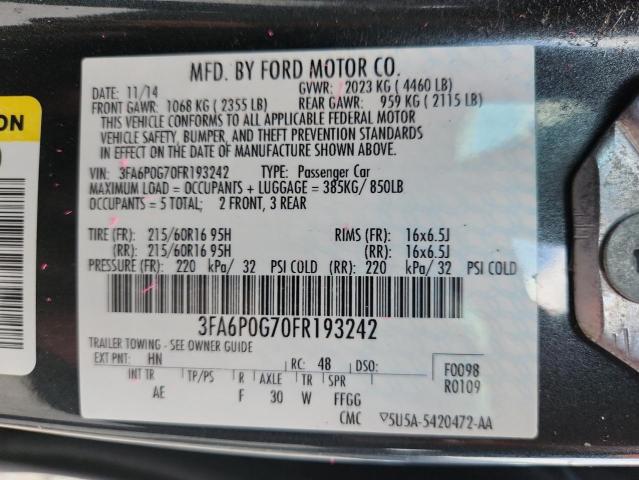 ON
MFD. BY FORD MOTOR CO.
DATE: 11/14 GVWR: 2023 KG ( 4460 LB)
FRONT GAWR: 1068 KG ( 2355 LB) REAR GAWR: 959 KG ( 2115 LB)
THIS VEHICLE CONFORMS TO ALL APPLICABLE FEDERAL MOTOR
VEHICLE SAFETY, BUMPER, AND THEFT PREVENTION STANDARDS
IN EFFECT ON THE DATE OF MANUFACTURE SHOWN ABOVE.
VIN: 3FA6P0G70FR193242 TYPE: Passenger Car
MAXIMUM LOAD = OCCUPANTS + LUGGAGE = 385KG/ 850LB
OCCUPANTS = 5 TOTAL: 2 FRONT, 3 REAR
TIRE (FR): 215/60R16 95H RIMS (FR): 16x6.5J
(RR): 215/60R16 95H (RR): 16x6.5J
PRESSURE (FR): 220 kPa/ 32 PSI COLD (RR): 220 kPa/ 32 PSI COLD
3FA6P0G70FR193242
TRAILER TOWING - SEE OWNER GUIDE
EXT PNT: HN RC: 48 DSO: F0098
INT TR TP/PS R AXLE TR SPR R0109
AE F 30 W FFGG
CMC ▽5U5A-5420472-AA